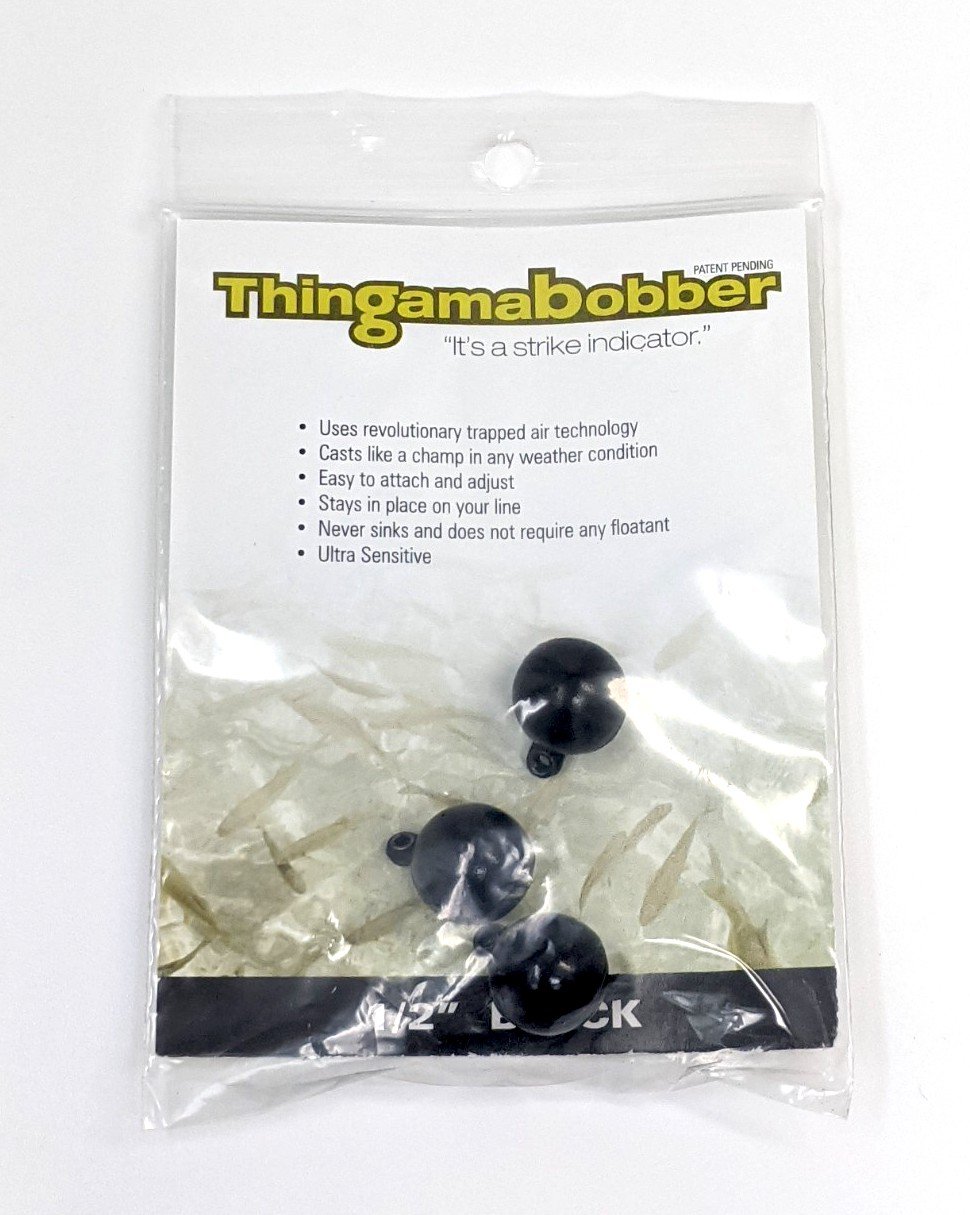 PATENT PENDING
Thingamabobber
“It's a strike indicator.”
• Uses revolutionary trapped air technology
• Casts like a champ in any weather condition
• Easy to attach and adjust
• Stays in place on your line
• Never sinks and does not require any floatant
• Ultra Sensitive
1/2"